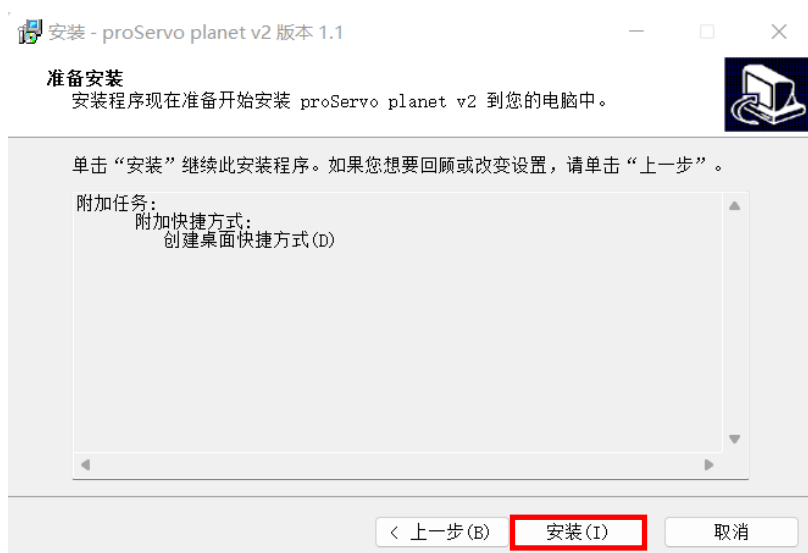 安装 - proServo planet v2 版本 1.1
准备安装
安装程序现在准备开始安装 proServo planet v2 到您的电脑中。
单击“安装”继续此安装程序。如果您想要回顾或改变设置，请单击“上一步”。
附加任务:
附加快捷方式:
创建桌面快捷方式(D)
< 上一步(B) 安装(I) 取消